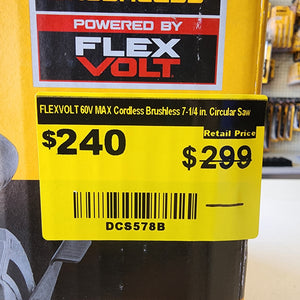 POWERED BY
FLEX
VOLT
FLEXVOLT 60V MAX Cordless Brushless 7-1/4 in. Circular Saw
Retail Price
$240
$299
DCS578B